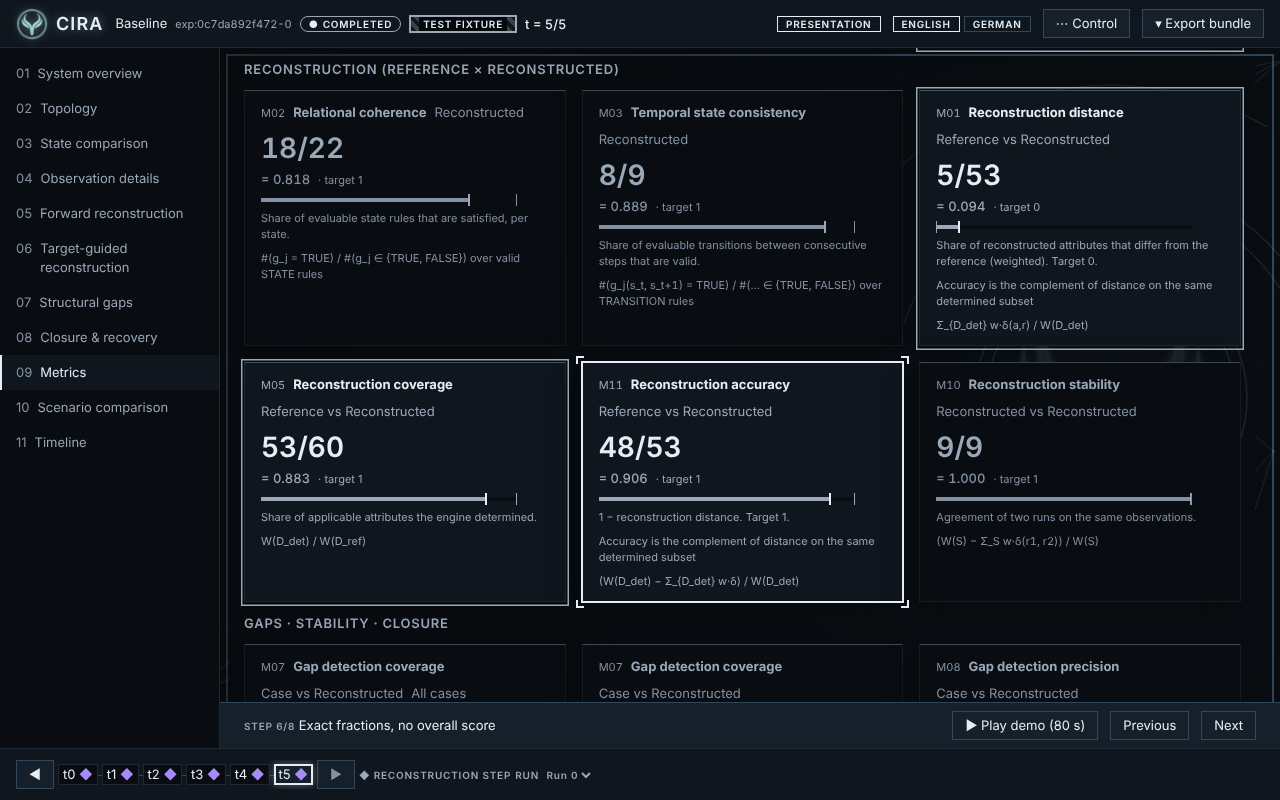 CIRA Baseline exp:0c7da892f472-0 COMPLETED TEST FIXTURE t = 5/5 PRESENTATION ENGLISH GERMAN ··· Control ▾ Export bundle
01 System overview
02 Topology
03 State comparison
04 Observation details
05 Forward reconstruction
06 Target-guided
reconstruction
07 Structural gaps
08 Closure & recovery
09 Metrics
10 Scenario comparison
11 Timeline
RECONSTRUCTION (REFERENCE × RECONSTRUCTED)
M02 Relational coherence Reconstructed
18/22
= 0.818 · target 1
Share of evaluable state rules that are satisfied, per
state.
#(g_j = TRUE) / #(g_j ∈ {TRUE, FALSE}) over valid
STATE rules
M03 Temporal state consistency
Reconstructed
8/9
= 0.889 · target 1
Share of evaluable transitions between consecutive
steps that are valid.
#(g_j(s_t, s_t+1) = TRUE) / #(... ∈ {TRUE, FALSE}) over
TRANSITION rules
M01 Reconstruction distance
Reference vs Reconstructed
5/53
= 0.094 · target 0
Share of reconstructed attributes that differ from the
reference (weighted). Target 0.
Accuracy is the complement of distance on the same
determined subset
Σ_{D_det} w·δ(a,r) / W(D_det)
M05 Reconstruction coverage
Reference vs Reconstructed
53/60
= 0.883 · target 1
Share of applicable attributes the engine determined.
W(D_det) / W(D_ref)
M11 Reconstruction accuracy
Reference vs Reconstructed
48/53
= 0.906 · target 1
1 − reconstruction distance. Target 1.
Accuracy is the complement of distance on the same
determined subset
(W(D_det) − Σ_{D_det} w·δ) / W(D_det)
M10 Reconstruction stability
Reconstructed vs Reconstructed
9/9
= 1.000 · target 1
Agreement of two runs on the same observations.
(W(S) − Σ_S w·δ(r1, r2)) / W(S)
GAPS · STABILITY · CLOSURE
M07 Gap detection coverage
Case vs Reconstructed All cases
M07 Gap detection coverage
Case vs Reconstructed
M08 Gap detection precision
Case vs Reconstructed
STEP 6/8 Exact fractions, no overall score ▶ Play demo (80 s) Previous Next
◀ t0 ◆ t1 ◆ t2 ◆ t3 ◆ t4 ◆ t5 ◆ ▶ ◆ RECONSTRUCTION STEP RUN Run 0